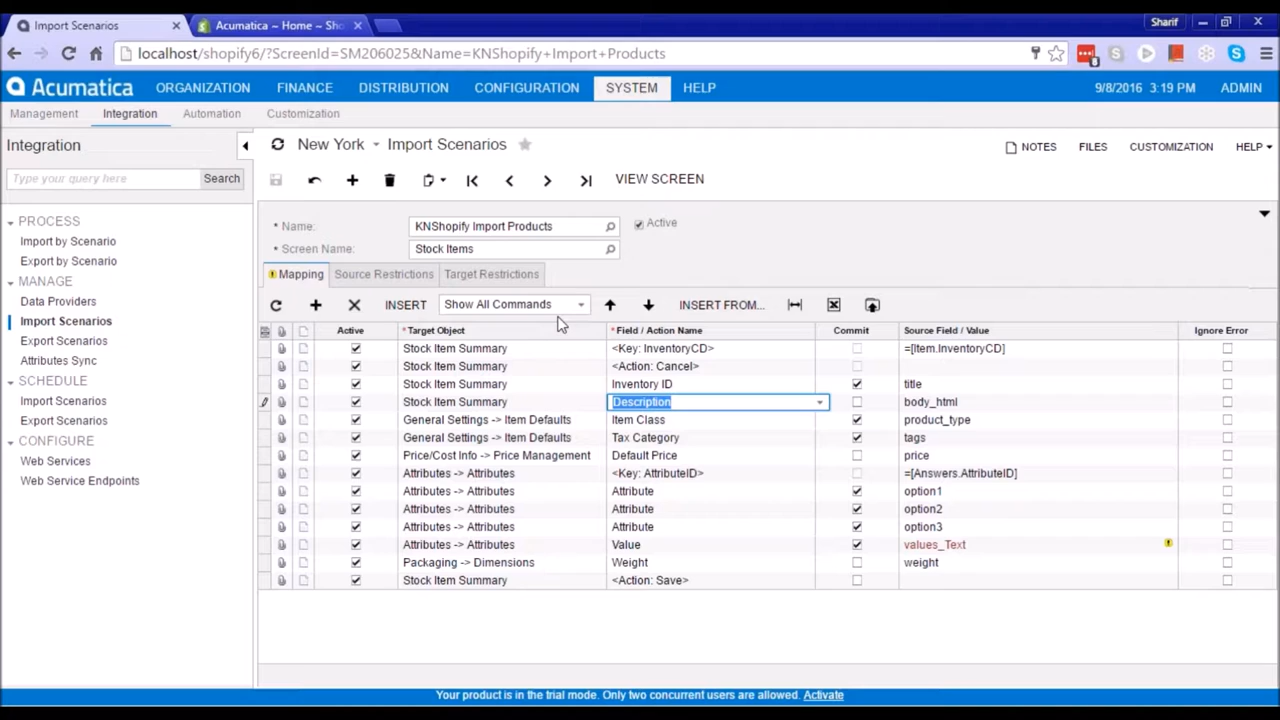 Import Scenarios
Acumatica ~ Home ~ Sho
Sharif
localhost/shopify6/?ScreenId=SM206025&Name=KNShopify+Import+Products
Acumatica ORGANIZATION FINANCE DISTRIBUTION CONFIGURATION SYSTEM HELP 9/8/2016 3:19 PM ADMIN
Management Integration Automation Customization
Integration
Type your query here Search
PROCESS
Import by Scenario
Export by Scenario
MANAGE
Data Providers
Import Scenarios
Export Scenarios
Attributes Sync
SCHEDULE
Import Scenarios
Export Scenarios
CONFIGURE
Web Services
Web Service Endpoints
New York Import Scenarios NOTES FILES CUSTOMIZATION HELP
VIEW SCREEN
* Name: KNShopify Import Products Active
* Screen Name: Stock Items
Mapping Source Restrictions Target Restrictions
INSERT Show All Commands INSERT FROM...
Active * Target Object * Field / Action Name Commit Source Field / Value Ignore Error
Stock Item Summary <Key: InventoryCD> =[Item.InventoryCD]
Stock Item Summary <Action: Cancel>
Stock Item Summary Inventory ID title
Stock Item Summary Description body_html
General Settings -> Item Defaults Item Class product_type
General Settings -> Item Defaults Tax Category tags
Price/Cost Info -> Price Management Default Price price
Attributes -> Attributes <Key: AttributeID> =[Answers.AttributeID]
Attributes -> Attributes Attribute option1
Attributes -> Attributes Attribute option2
Attributes -> Attributes Attribute option3
Attributes -> Attributes Value values_Text
Packaging -> Dimensions Weight weight
Stock Item Summary <Action: Save>
Your product is in the trial mode. Only two concurrent users are allowed. Activate